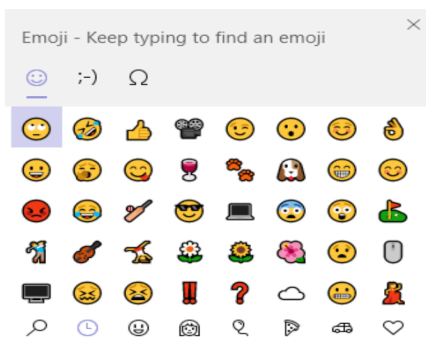 Emoji - Keep typing to find an emoji
;-) Ω